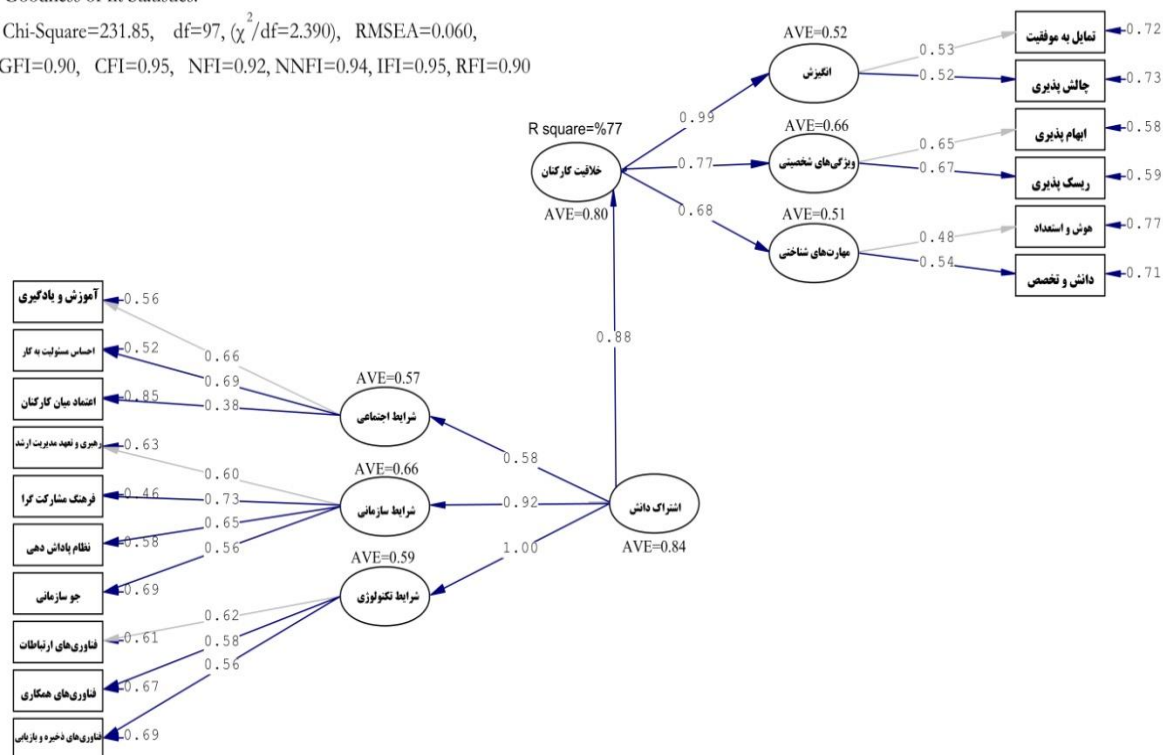 Goodness of fit Statistics:
Chi-Square=231.85, df=97, (χ²/df=2.390), RMSEA=0.060,
GFI=0.90, CFI=0.95, NFI=0.92, NNFI=0.94, IFI=0.95, RFI=0.90
AVE=0.52
انگیزش
0.53
0.52
تمایل به موفقیت
0.72
چالش پذیری
0.73
R square=%77
خلاقیت کارکنان
AVE=0.80
0.99
0.77
0.68
AVE=0.66
ویژگی‌های شخصیتی
0.65
0.67
ابهام پذیری
0.58
ریسک پذیری
0.59
AVE=0.51
مهارت‌های شناختی
0.48
0.54
هوش و استعداد
0.77
دانش و تخصص
0.71
0.88
آموزش و یادگیری
0.56
احساس مسئولیت به کار
0.52
اعتماد میان کارکنان
0.85
0.66
0.69
0.38
AVE=0.57
شرایط اجتماعی
0.58
رهبری و تعهد مدیریت ارشد
0.63
فرهنگ مشارکت گرا
0.46
نظام پاداش دهی
0.58
جو سازمانی
0.69
0.60
0.73
0.65
0.56
AVE=0.66
شرایط سازمانی
0.92
اشتراک دانش
AVE=0.84
1.00
AVE=0.59
شرایط تکنولوژی
0.62
0.58
0.56
فناوری‌های ارتباطات
0.61
فناوری‌های همکاری
0.67
فناوری‌های ذخیره و بازیابی
0.69